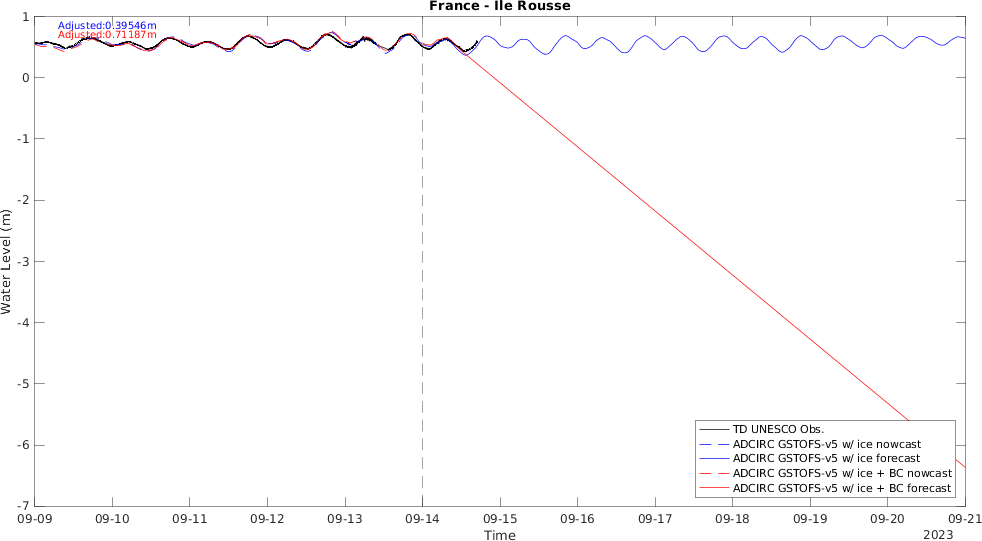 France - Ile Rousse
Adjusted:0.39546m
Adjusted:0.71187m
1
0
-1
-2
-3
-4
-5
-6
-7
Water Level (m)
09-09 09-10 09-11 09-12 09-13 09-14 09-15 09-16 09-17 09-18 09-19 09-20 09-21
Time
2023
TD UNESCO Obs.
ADCIRC GSTOFS-v5 w/ ice nowcast
ADCIRC GSTOFS-v5 w/ ice forecast
ADCIRC GSTOFS-v5 w/ ice + BC nowcast
ADCIRC GSTOFS-v5 w/ ice + BC forecast